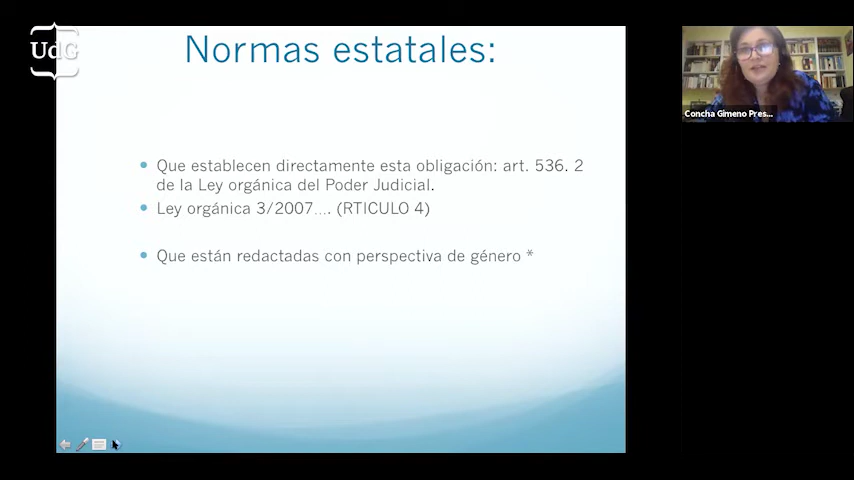 UdG
Normas estatales:
Concha Gimeno Pres...
Que establecen directamente esta obligación: art. 536. 2
de la Ley orgánica del Poder Judicial.
Ley orgánica 3/2007.... (RTICULO 4)
Que están redactadas con perspectiva de género *